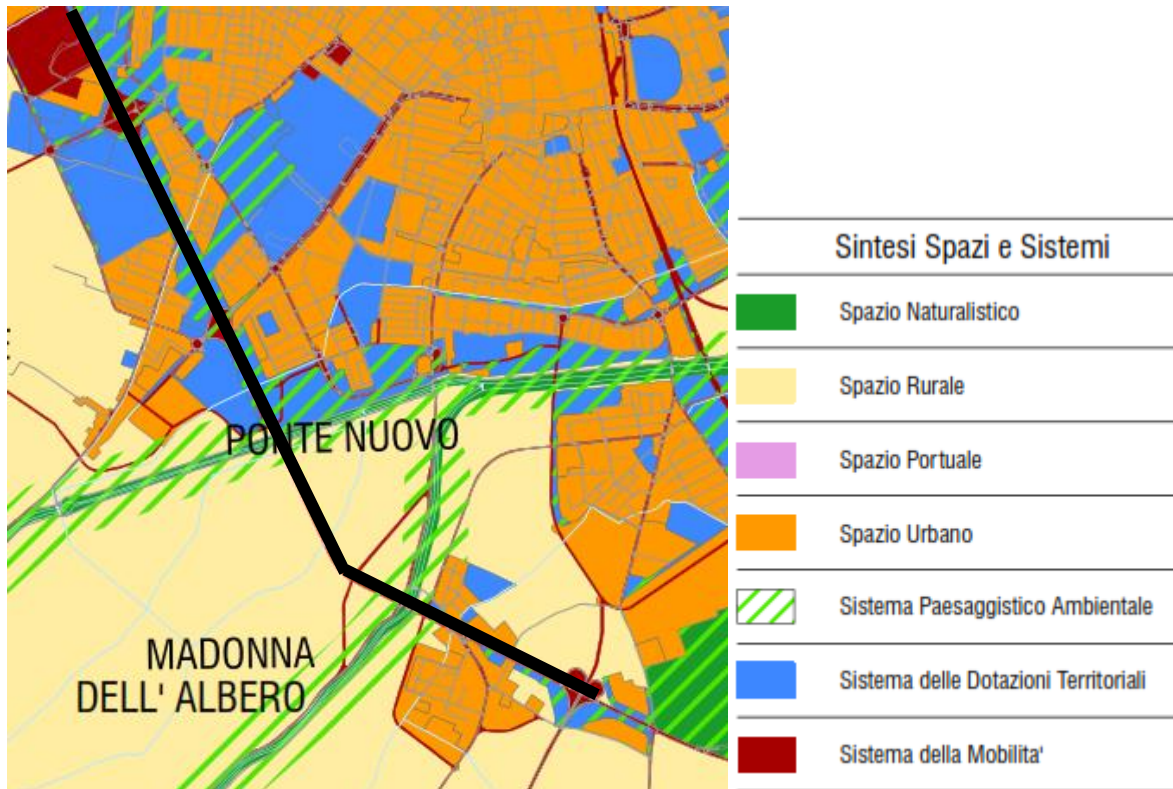 PONTE NUOVO
MADONNA
DELL' ALBERO
Sintesi Spazi e Sistemi
Spazio Naturalistico
Spazio Rurale
Spazio Portuale
Spazio Urbano
Sistema Paesaggistico Ambientale
Sistema delle Dotazioni Territoriali
Sistema della Mobilita'